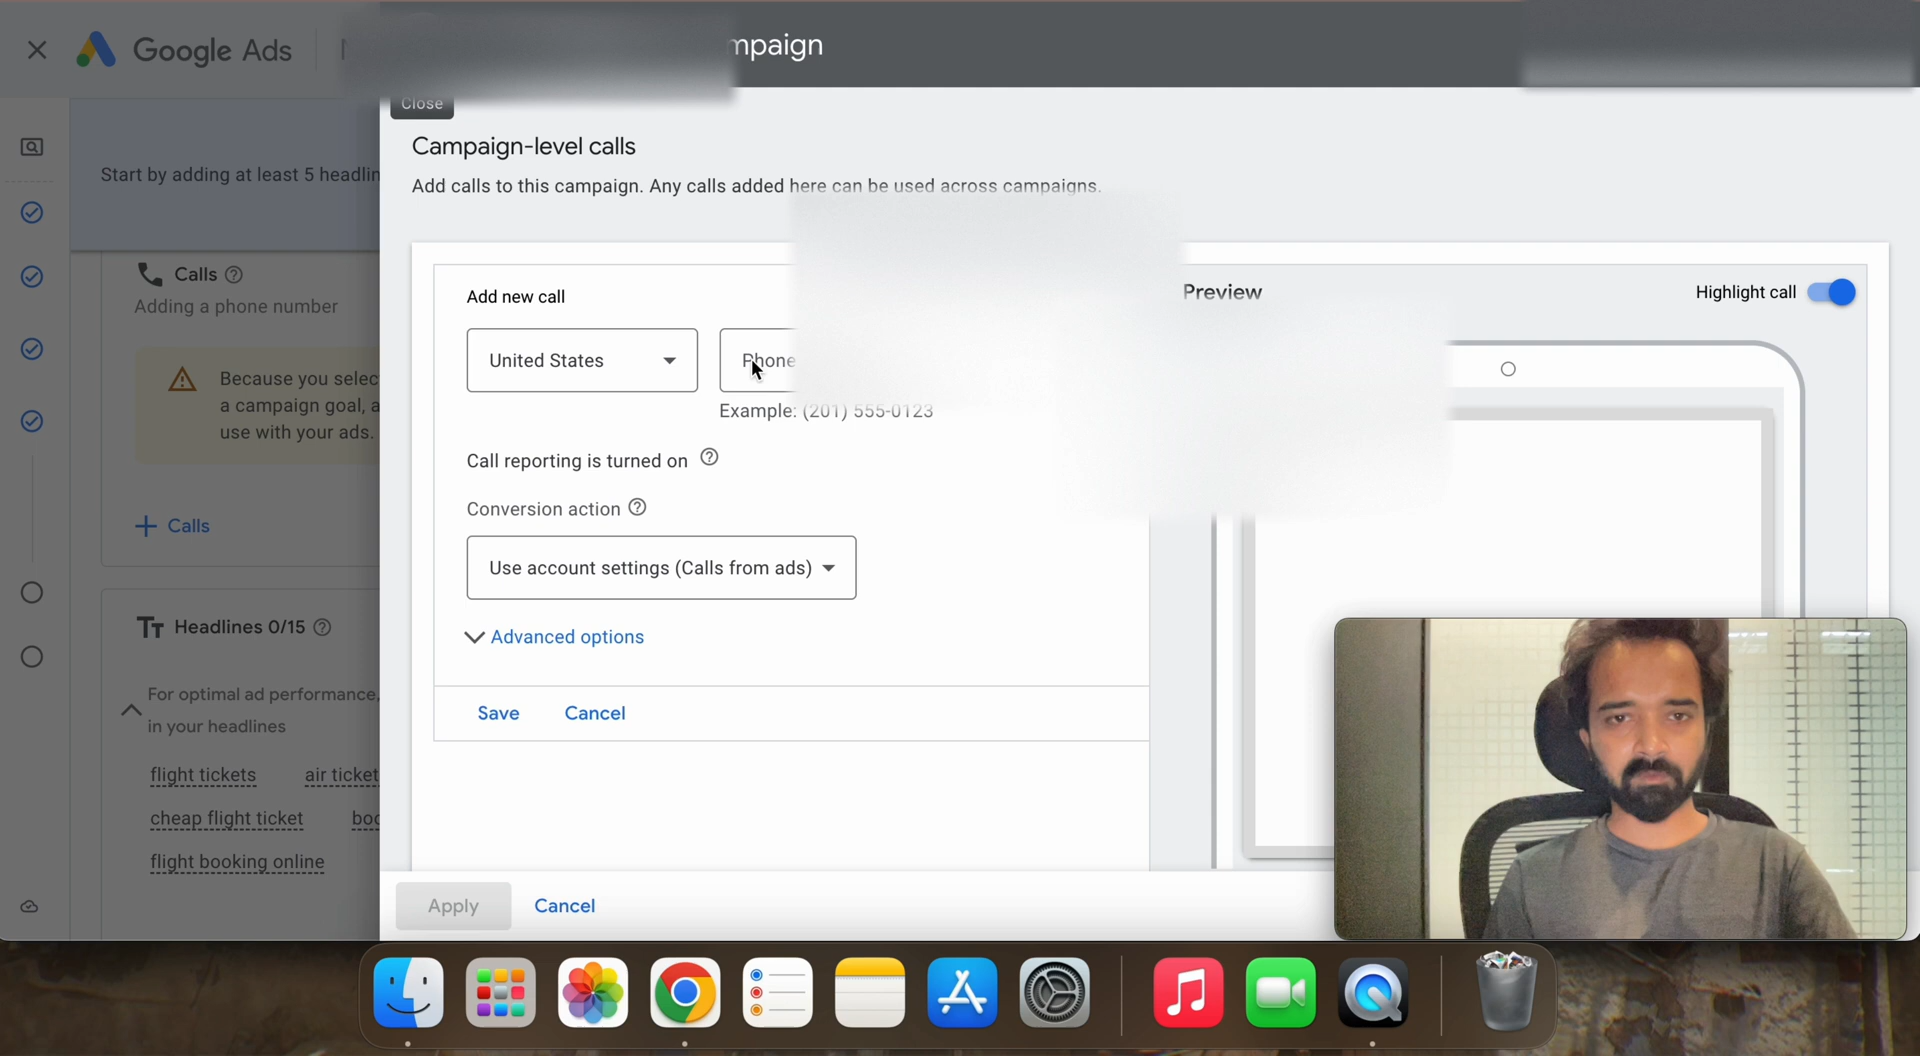 Google Ads
mpaign
Close
Campaign-level calls
Start by adding at least 5 headlin
Add calls to this campaign. Any calls added here can be used across campaigns.
Calls
Adding a phone number
Add new call
Preview
Highlight call
United States
Phone
Example: (201) 555-0123
Because you selec
a campaign goal, a
use with your ads.
Call reporting is turned on
Conversion action
Calls
Use account settings (Calls from ads)
Advanced options
Headlines 0/15
For optimal ad performance,
in your headlines
Save
Cancel
flight tickets
air ticket
cheap flight ticket
boo
flight booking online
Apply
Cancel